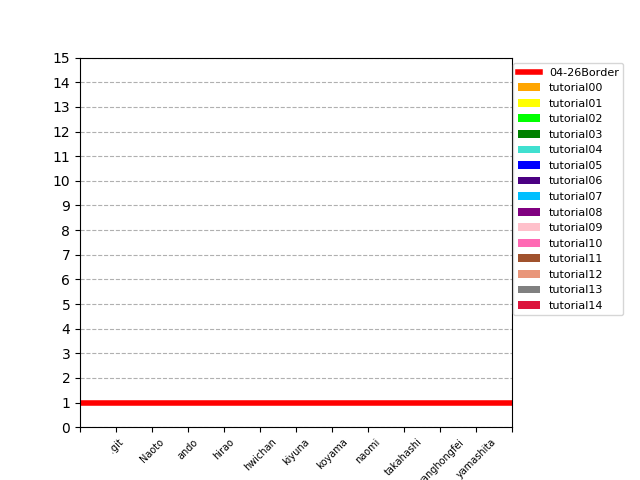 15
14
13
12
11
10
9
8
7
6
5
4
3
2
1
0
.git
Naoto
ando
hirao
hwichan
kiyuna
koyama
naomi
takahashi
anghongfei
yamashita
04-26Border
tutorial00
tutorial01
tutorial02
tutorial03
tutorial04
tutorial05
tutorial06
tutorial07
tutorial08
tutorial09
tutorial10
tutorial11
tutorial12
tutorial13
tutorial14